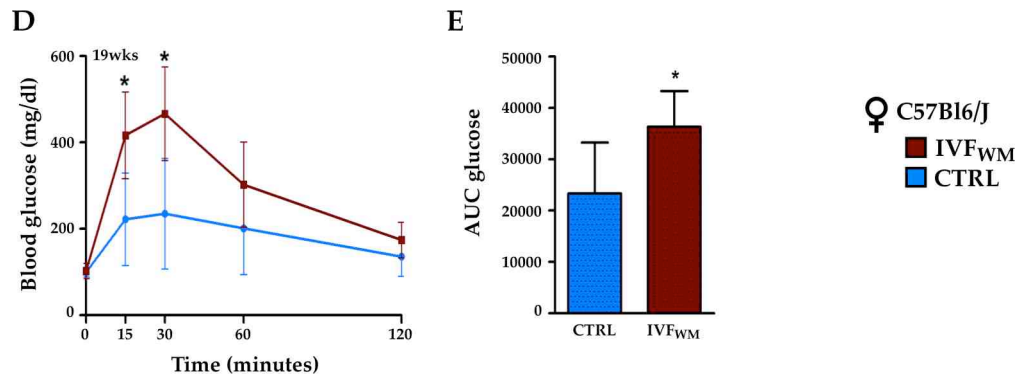 D
19wks
*
*
Blood glucose (mg/dl)
600
400
200
0
0 15 30 60 120
Time (minutes)
E
*
AUC glucose
50000
40000
30000
20000
10000
0
CTRL IVFWM
♀ C57Bl6/J
IVFWM
CTRL